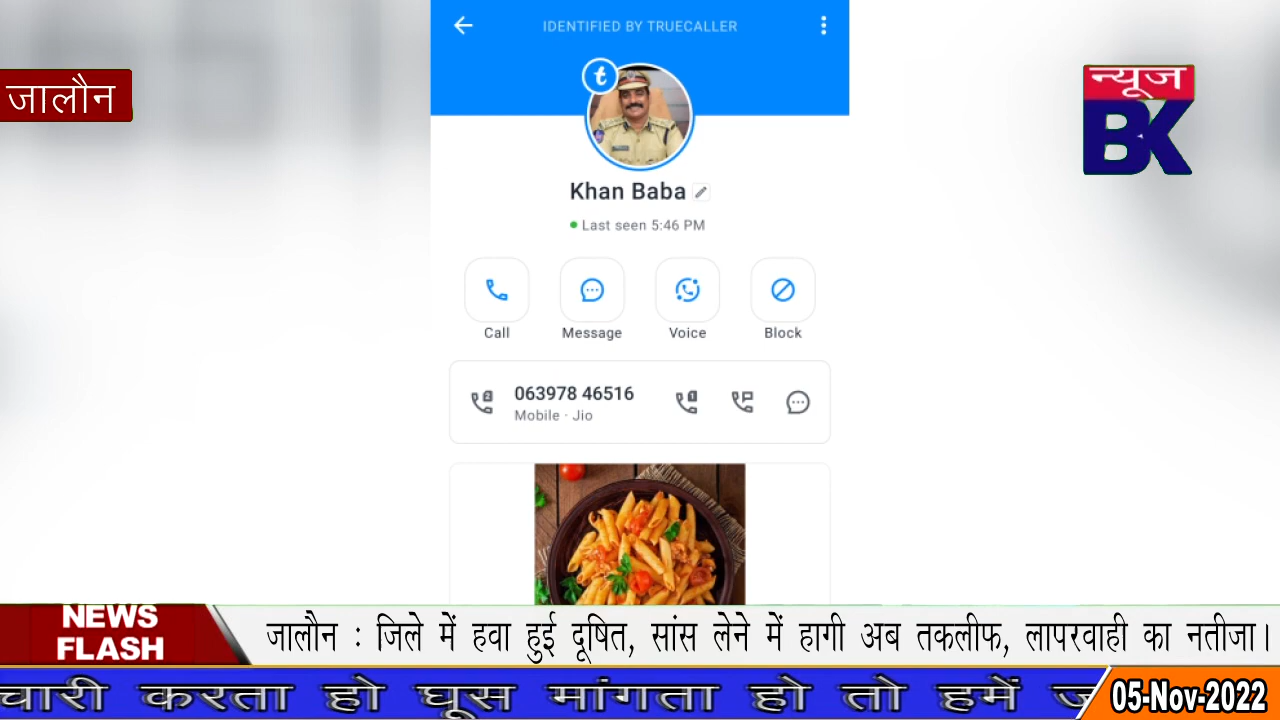 IDENTIFIED BY TRUECALLER
जालौन
न्यूज
BK
Khan Baba
Last seen 5:46 PM
Call Message Voice Block
063978 46516
Mobile · Jio
NEWS
FLASH
जालौन : जिले में हवा हुई दूषित, सांस लेने में हागी अब तकलीफ, लापरवाही का नतीजा।
चारी करता हो घूस मांगता हो तो हमें
05-Nov-2022